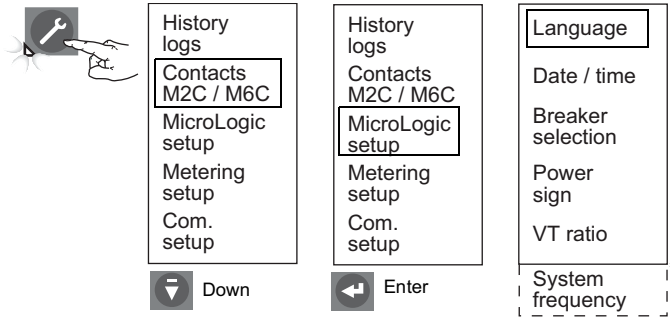 History
logs
Contacts
M2C / M6C
MicroLogic
setup
Metering
setup
Com.
setup
Down
History
logs
Contacts
M2C / M6C
MicroLogic
setup
Metering
setup
Com.
setup
Enter
Language
Date / time
Breaker
selection
Power
sign
VT ratio
System
frequency